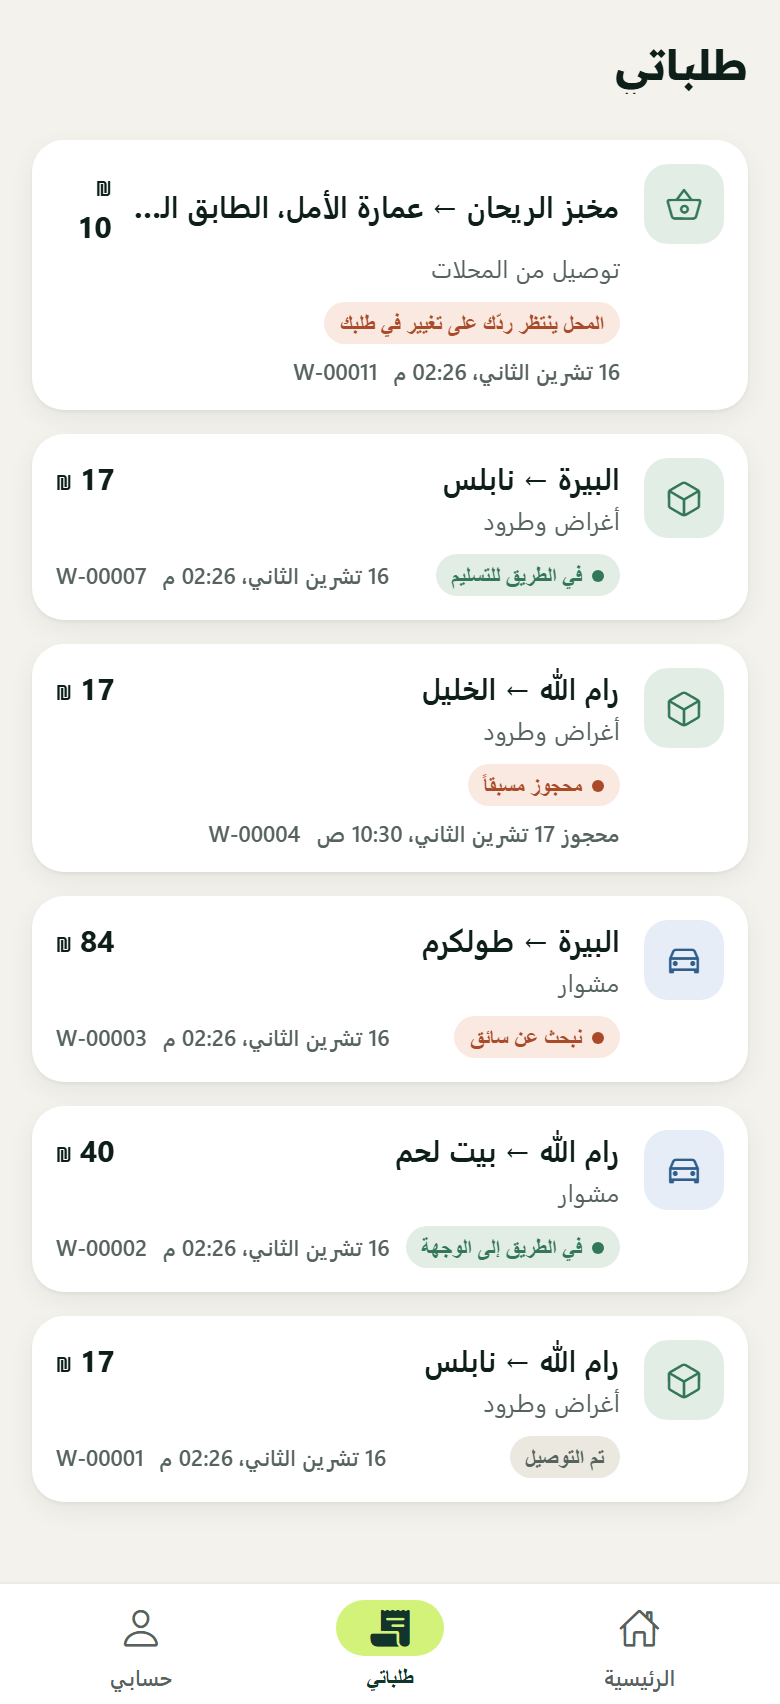 طلباتي
مخبز الريحان ← عمارة الأمل، الطابق الـ...
₪ 10
توصيل من المحلات
المحل ينتظر ردّك على تغيير في طلبك
16 تشرين الثاني، 02:26 م W-00011
البيرة ← نابلس 17 ₪
أغراض وطرود
في الطريق للتسليم 16 تشرين الثاني، 02:26 م W-00007
رام الله ← الخليل 17 ₪
أغراض وطرود
محجوز مسبقاً
محجوز 17 تشرين الثاني، 10:30 ص W-00004
البيرة ← طولكرم 84 ₪
مشوار
نبحث عن سائق 16 تشرين الثاني، 02:26 م W-00003
رام الله ← بيت لحم 40 ₪
مشوار
في الطريق إلى الوجهة 16 تشرين الثاني، 02:26 م W-00002
رام الله ← نابلس 17 ₪
أغراض وطرود
تم التوصيل 16 تشرين الثاني، 02:26 م W-00001
الرئيسية طلباتي حسابي